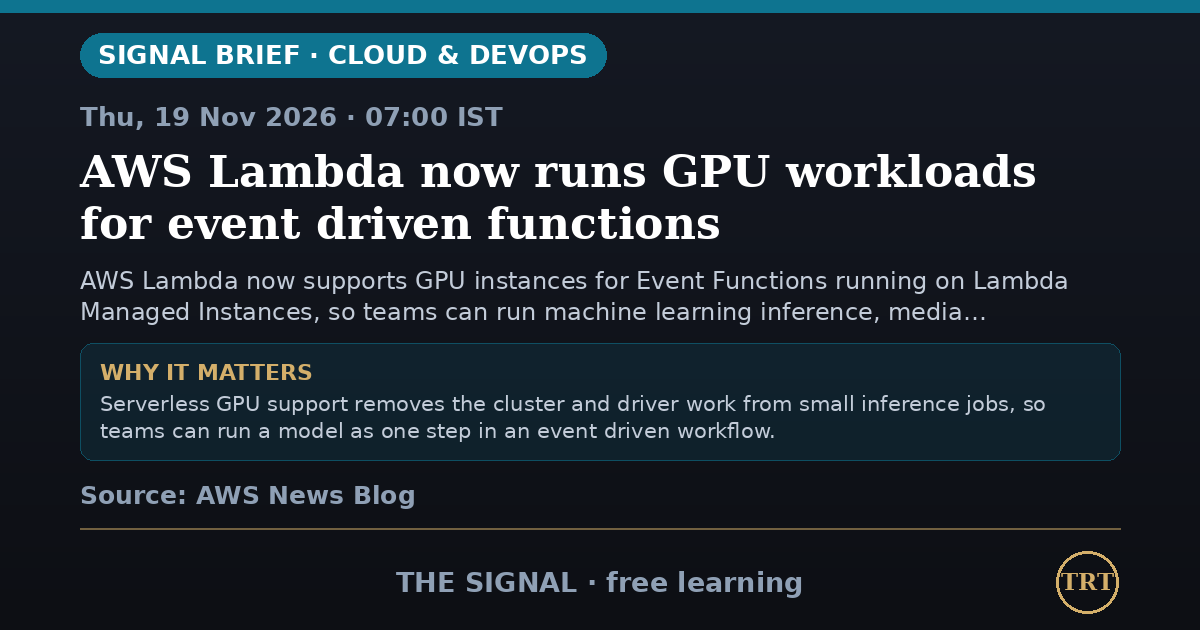 SIGNAL BRIEF · CLOUD & DEVOPS
Thu, 19 Nov 2026 · 07:00 IST
AWS Lambda now runs GPU workloads
for event driven functions
AWS Lambda now supports GPU instances for Event Functions running on Lambda
Managed Instances, so teams can run machine learning inference, media…
WHY IT MATTERS
Serverless GPU support removes the cluster and driver work from small inference jobs, so
teams can run a model as one step in an event driven workflow.
Source: AWS News Blog
THE SIGNAL · free learning
TRT